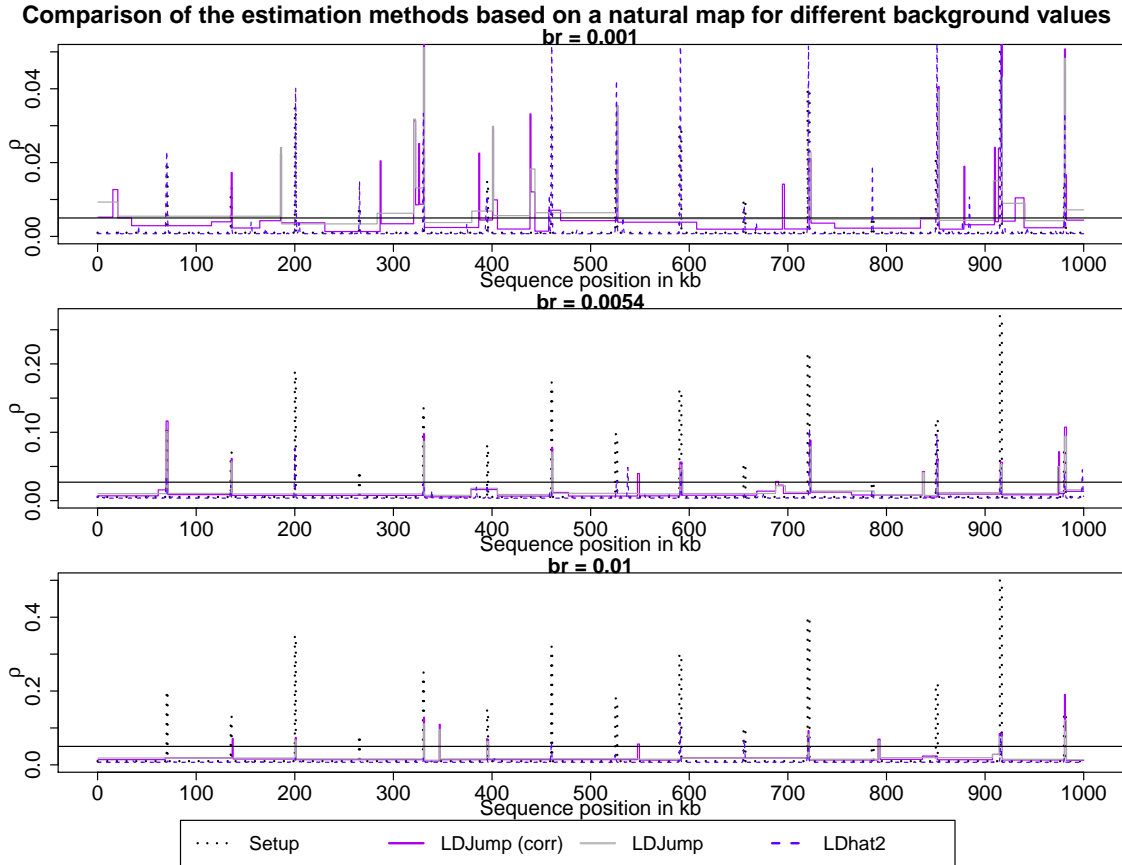 Comparison of the estimation methods based on a natural map for different background values
br = 0.001
ρ
0.00 0.02 0.04
0 100 200 300 400 500 600 700 800 900 1000
Sequence position in kb
br = 0.0054
ρ
0.00 0.10 0.20
0 100 200 300 400 500 600 700 800 900 1000
Sequence position in kb
br = 0.01
ρ
0.0 0.2 0.4
0 100 200 300 400 500 600 700 800 900 1000
Sequence position in kb
Setup LDJump (corr) LDJump LDhat2